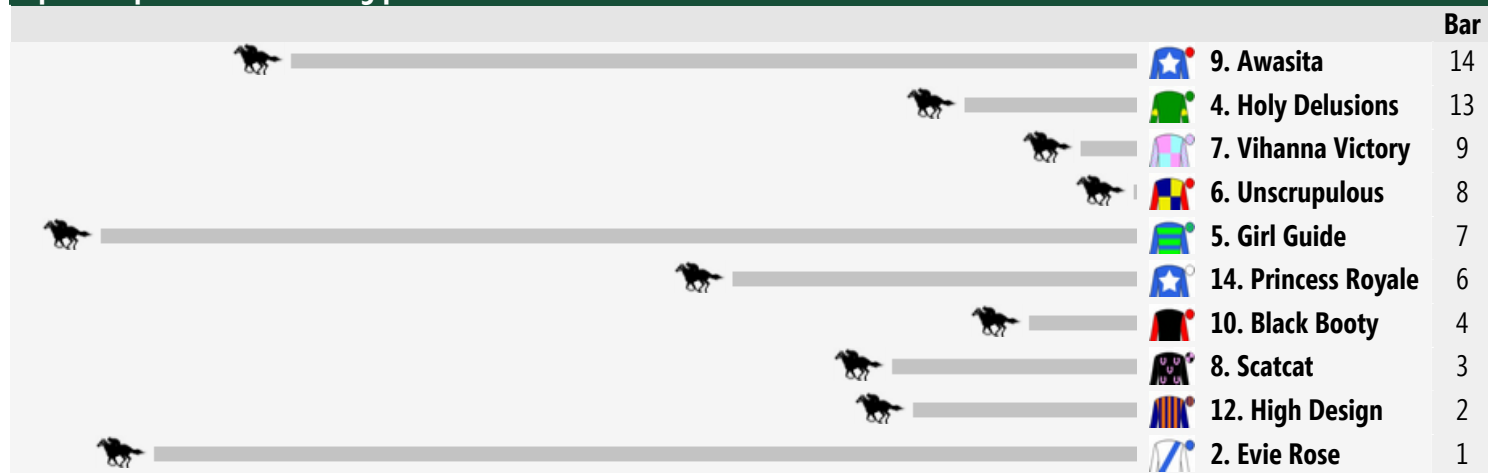 Bar
9. Awasita 14
4. Holy Delusions 13
7. Vihanna Victory 9
6. Unscrupulous 8
5. Girl Guide 7
14. Princess Royale 6
10. Black Booty 4
8. Scatcat 3
12. High Design 2
2. Evie Rose 1